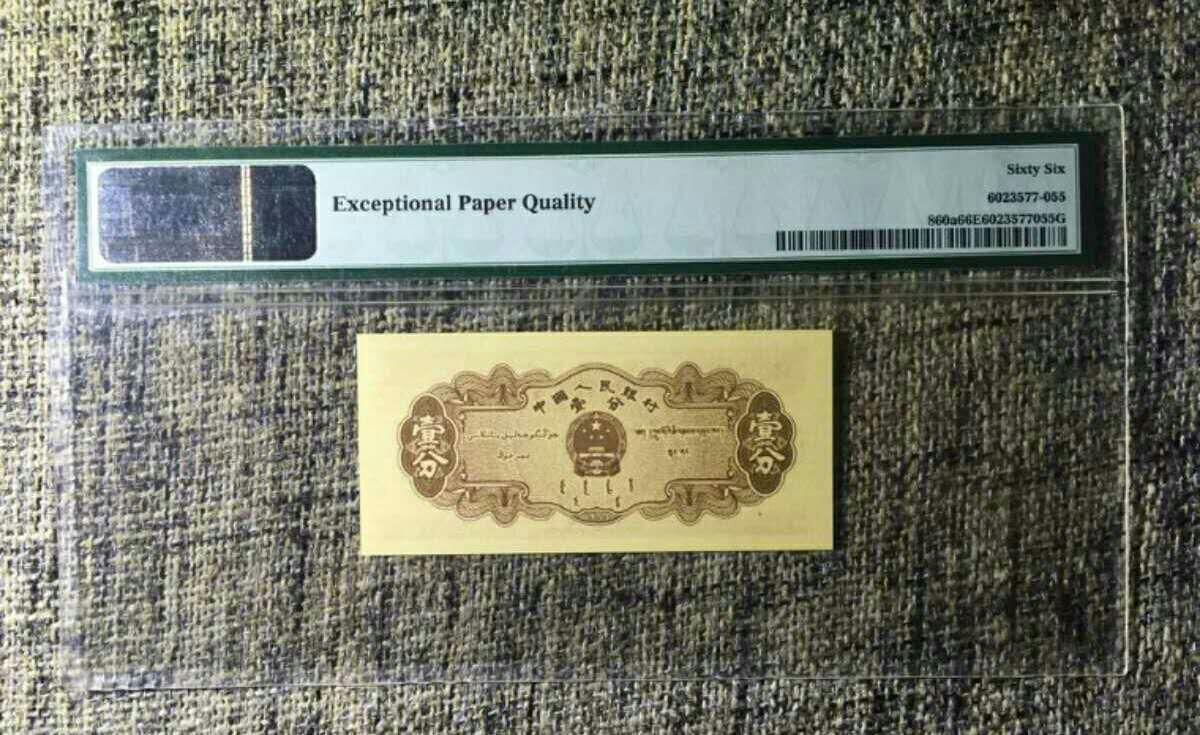 Sixty Six
Exceptional Paper Quality
6023577-055
860a66E6023577055G
中國人民銀行
壹分
壹分
壹分